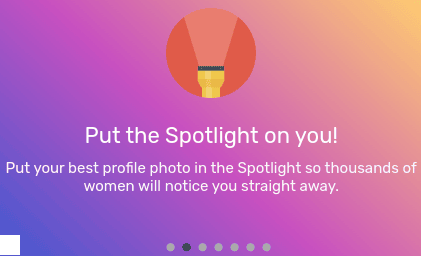 Put the Spotlight on you!
Put your best profile photo in the Spotlight so thousands of
women will notice you straight away.